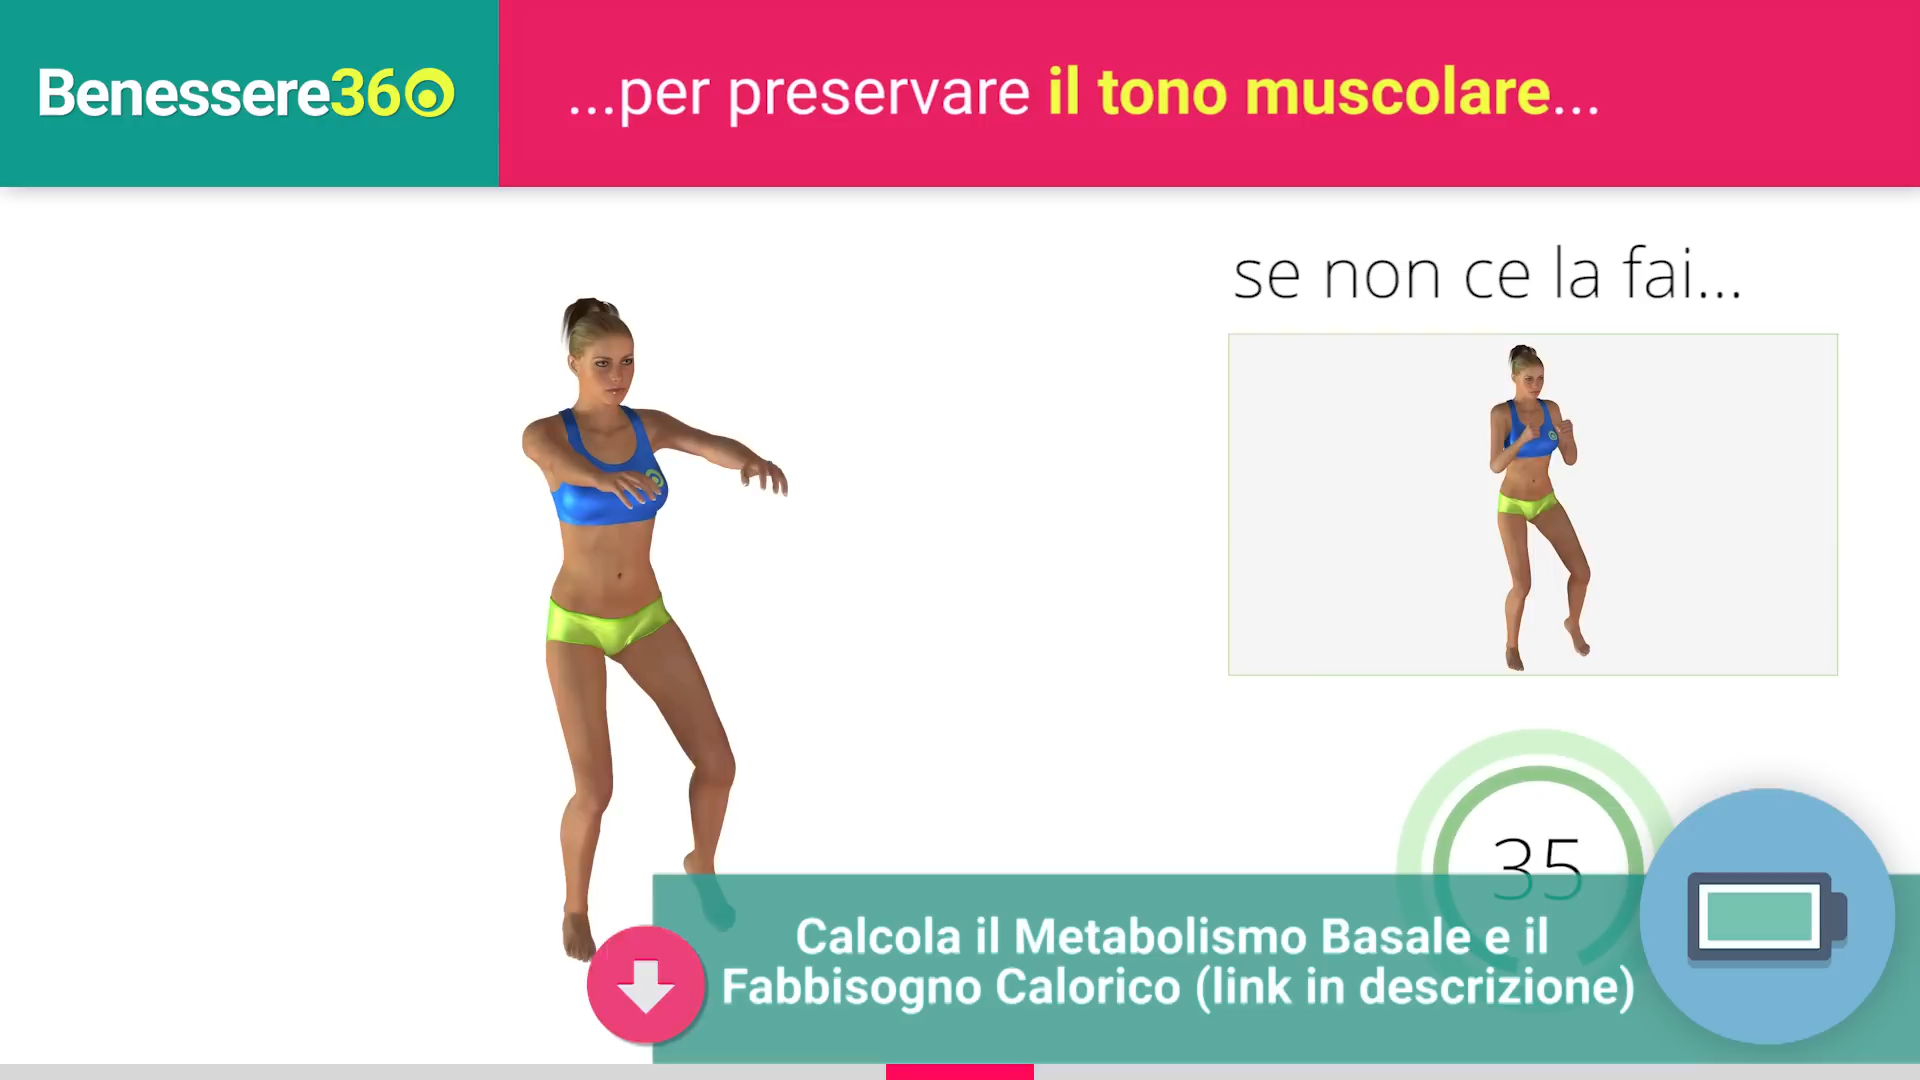 Benessere360
...per preservare il tono muscolare...
se non ce la fai...
35
Calcola il Metabolismo Basale e il
Fabbisogno Calorico (link in descrizione)